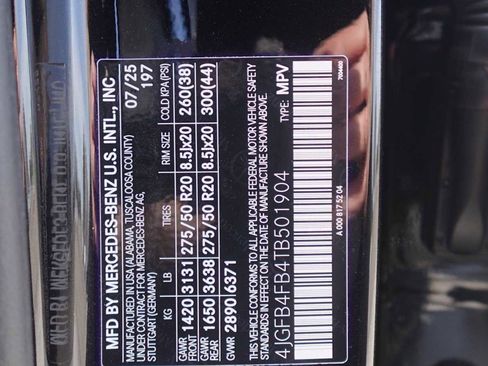 MFD BY MERCEDES-BENZ U.S. INTL., INC
MANUFACTURED IN USA (ALABAMA, TUSCALOOSA COUNTY) 07/25
UNDER CONTRACT FOR MERCEDES-BENZ AG, 197
STUTTGART (GERMANY)
KG LB TIRES RIM SIZE COLD KPA (PSI)
GAWR FRONT 1420 3131 275/50 R20 8.5Jx20 260(38)
GAWR REAR 1650 3638 275/50 R20 8.5Jx20 300(44)
GVWR 2890 6371
THIS VEHICLE CONFORMS TO ALL APPLICABLE FEDERAL MOTOR VEHICLE SAFETY
STANDARDS IN EFFECT ON THE DATE OF MANUFACTURE SHOWN ABOVE.
4JGFB4FB4TB501904 TYPE: MPV
A 000 817 52 04